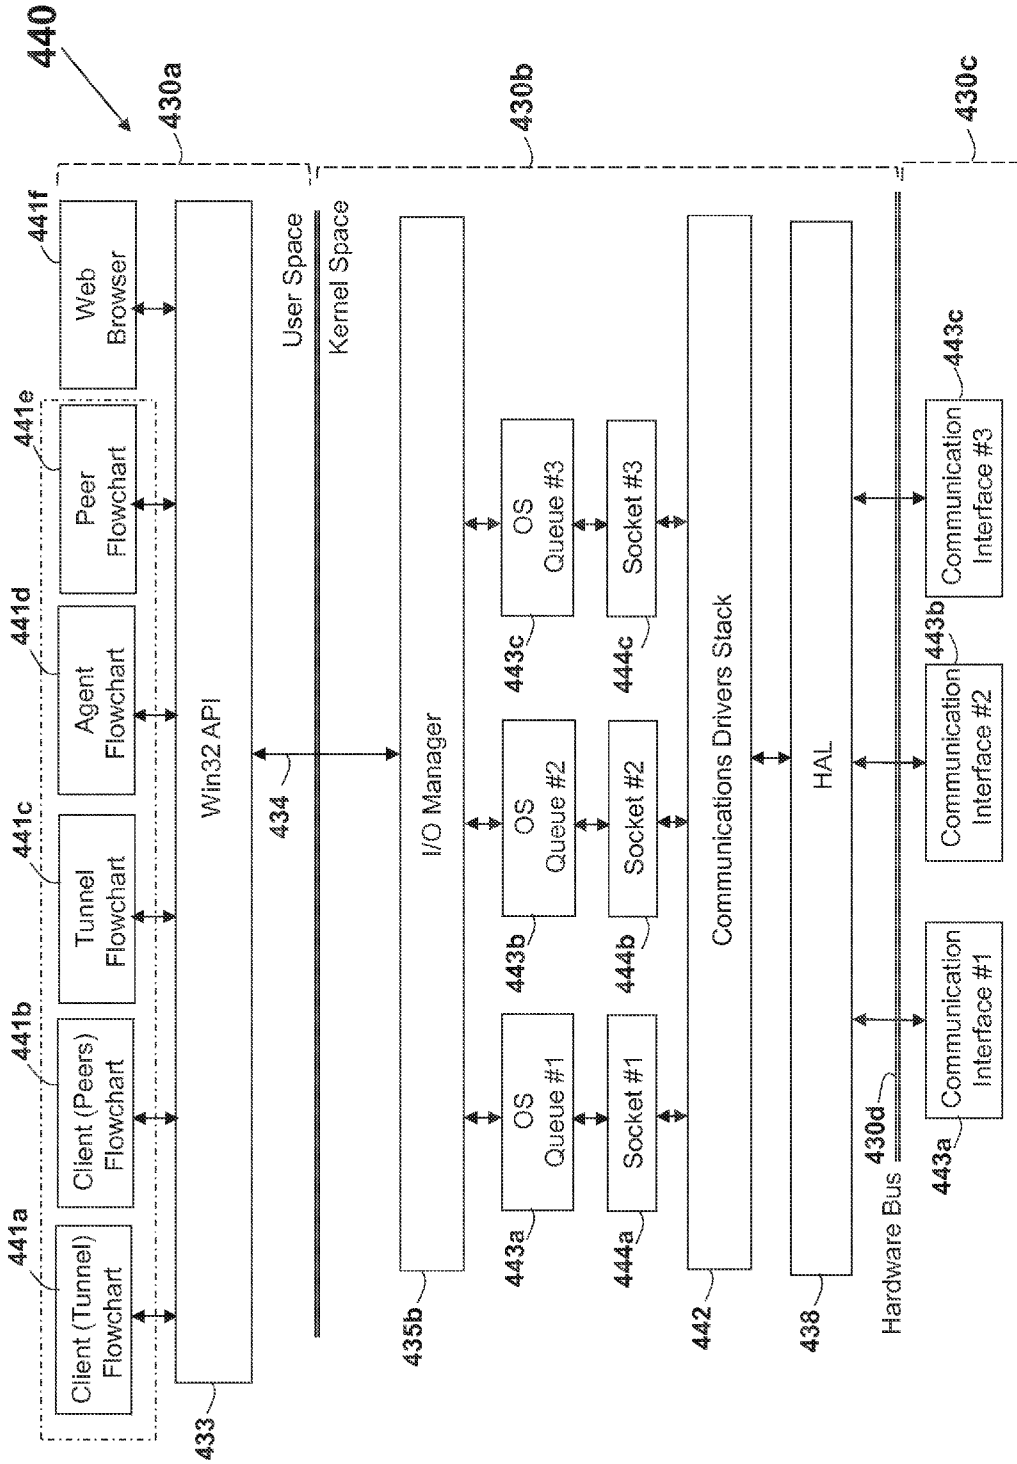 440
441a
441b
441c
441d
441e
441f
Client (Tunnel)
Flowchart
Client (Peers)
Flowchart
Tunnel
Flowchart
Agent
Flowchart
Peer
Flowchart
Web
Browser
430a
433
Win32 API
434
User Space
Kernel Space
430b
435b
I/O Manager
443a
OS
Queue #1
443b
OS
Queue #2
443c
OS
Queue #3
444a
Socket #1
444b
Socket #2
444c
Socket #3
442
Communications Drivers Stack
438
HAL
Hardware Bus
430d
430c
443a
Communication
Interface #1
443b
Communication
Interface #2
443c
Communication
Interface #3